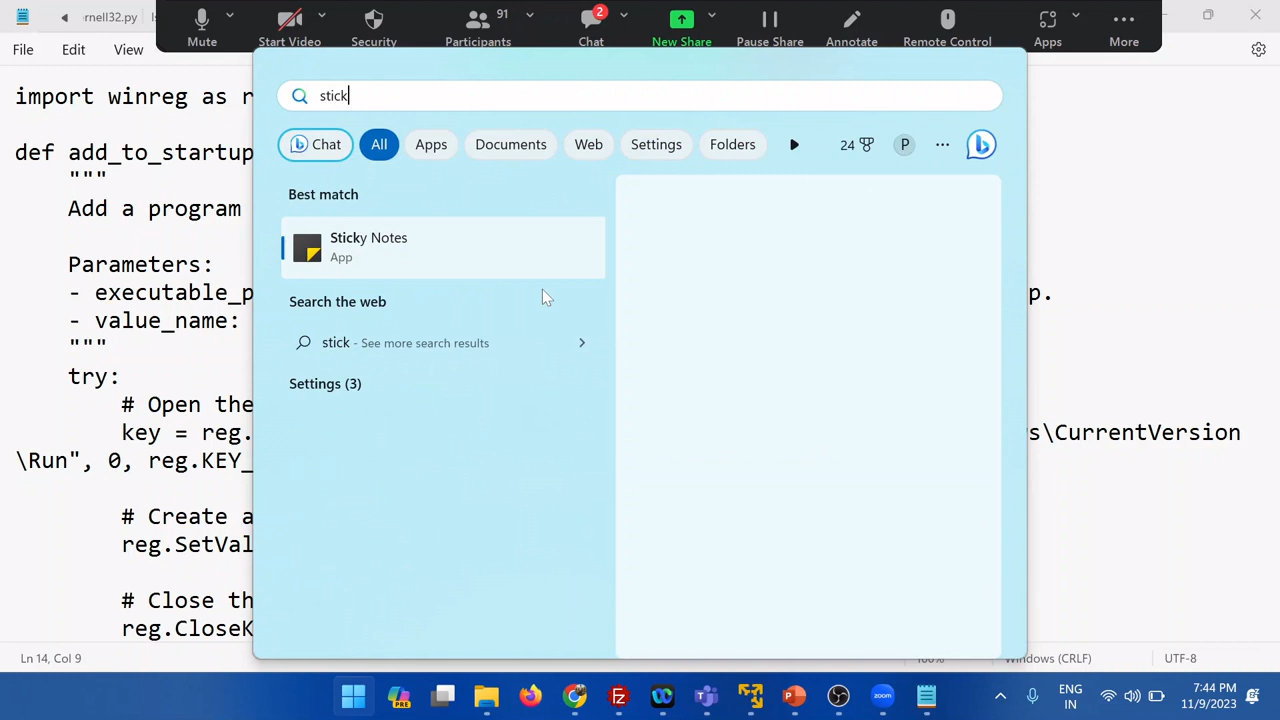 ernell32.py
Mute
Start Video
Security
91
Participants
2
Chat
New Share
Pause Share
Annotate
Remote Control
Apps
More
File Edit View
import winreg as r
def add_to_startup
"""
Add a program
Parameters:
- executable_p p.
- value_name:
"""
try:
# Open the
key = reg. s\CurrentVersion
\Run", 0, reg.KEY_
# Create a
reg.SetVal
# Close th
reg.CloseK
stick
Chat All Apps Documents Web Settings Folders 24 P ...
Best match
Sticky Notes
App
Search the web
stick - See more search results
Settings (3)
Ln 14, Col 9 100% Windows (CRLF) UTF-8
PRE
zoom
ENG
IN
7:44 PM
11/9/2023